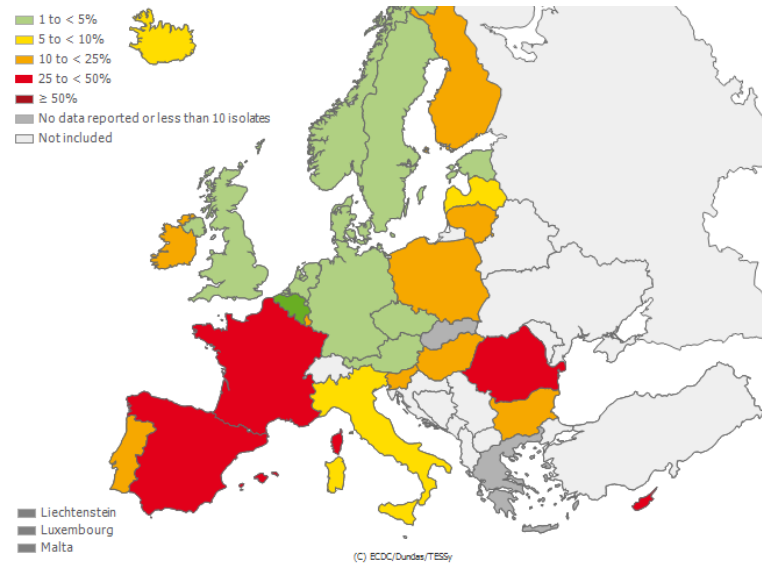 1 to < 5%
5 to < 10%
10 to < 25%
25 to < 50%
≥ 50%
No data reported or less than 10 isolates
Not included
Liechtenstein
Luxembourg
Malta
(C) ECDC/Dundas/TESSy